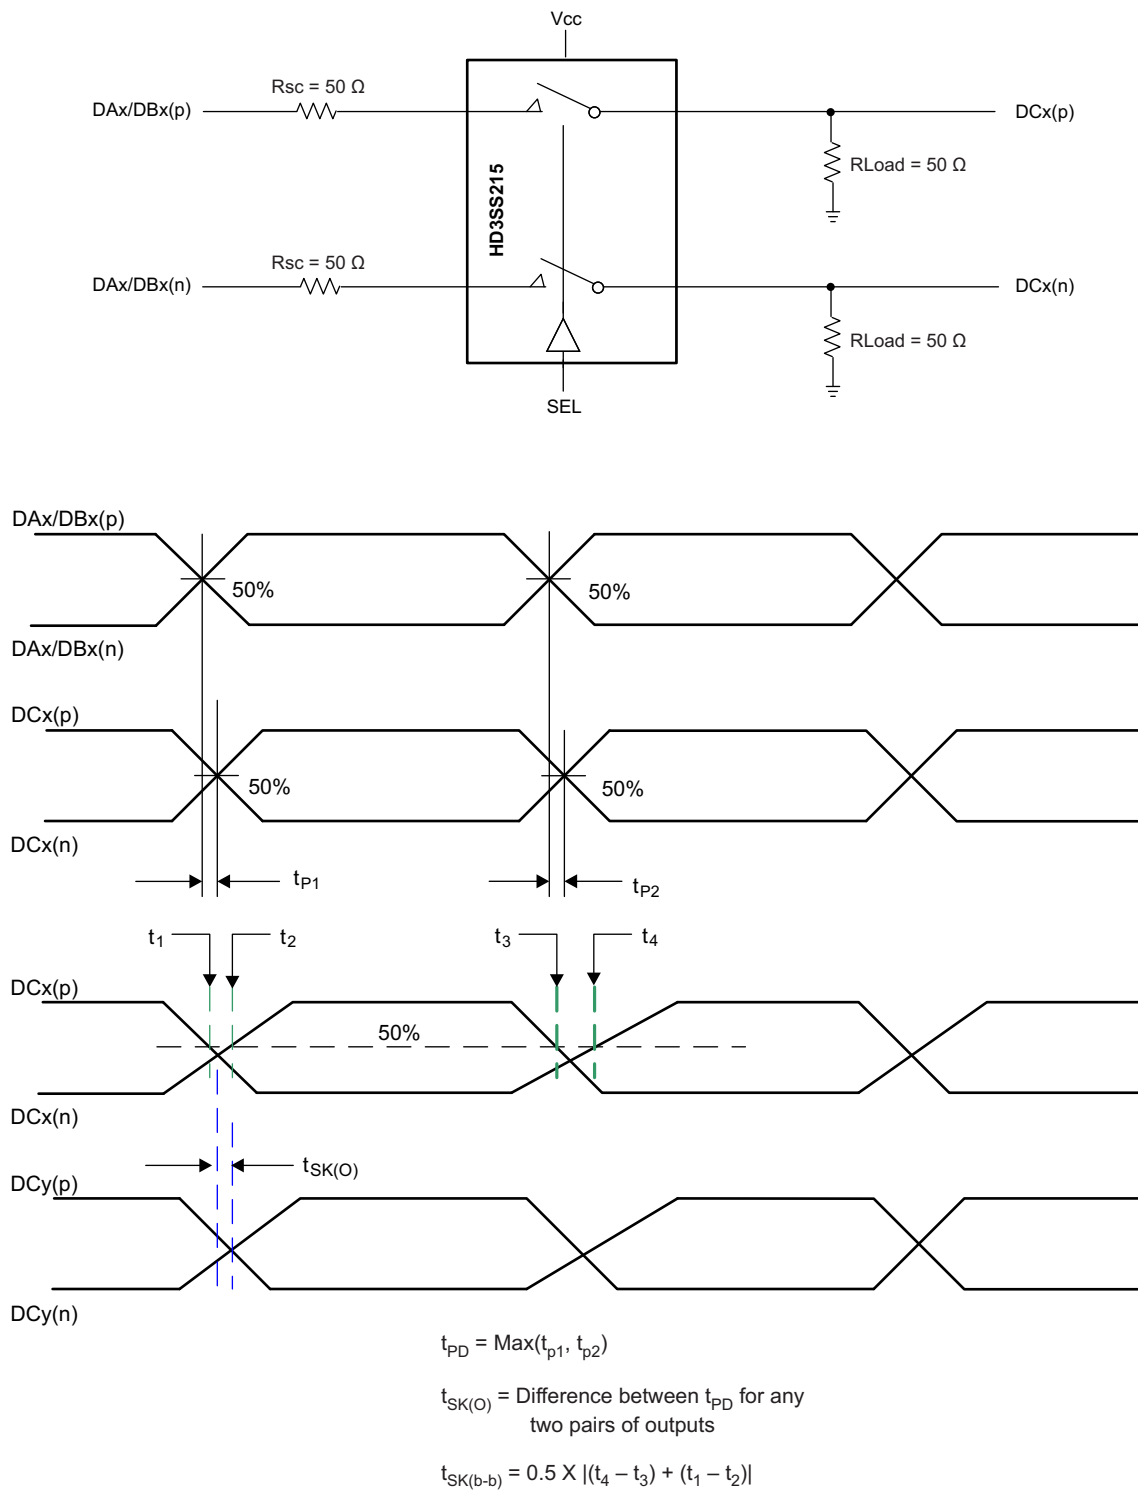 Vcc
Rsc = 50 Ω
DAx/DBx(p)
DCx(p)
RLoad = 50 Ω
HD3SS215
Rsc = 50 Ω
DAx/DBx(n)
DCx(n)
RLoad = 50 Ω
SEL
DAx/DBx(p)
50%
50%
DAx/DBx(n)
DCx(p)
50%
50%
DCx(n)
tP1
tP2
t1
t2
t3
t4
DCx(p)
50%
DCx(n)
tSK(O)
DCy(p)
DCy(n)
tPD = Max(tp1, tp2)
tSK(O) = Difference between tPD for any
two pairs of outputs
tSK(b-b) = 0.5 X |(t4 – t3) + (t1 – t2)|